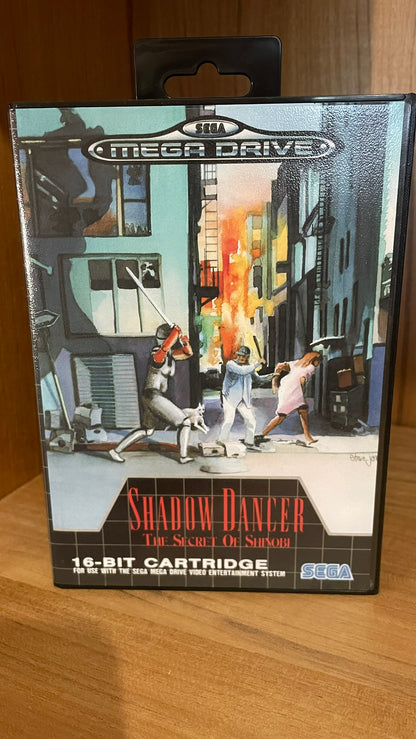 SEGA
MEGA DRIVE
SHADOW DANCER
THE SECRET OF SHINOBI
16-BIT CARTRIDGE
FOR USE WITH THE SEGA MEGA DRIVE VIDEO ENTERTAINMENT SYSTEM
SEGA